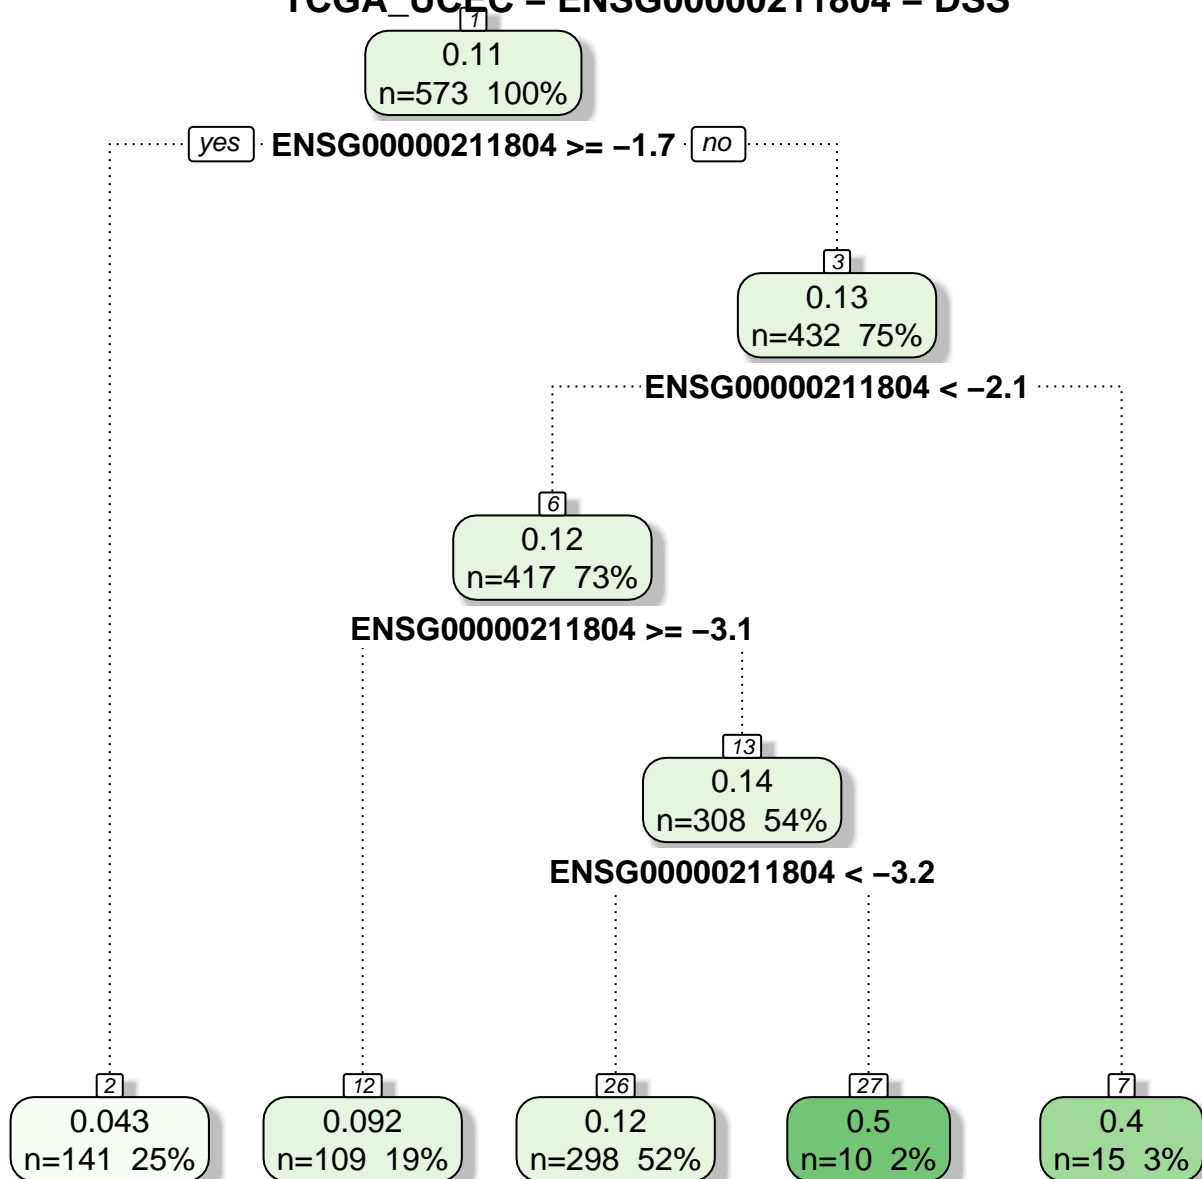 TCGA_UCEC − ENSG00000211804 − DSS
1
0.11
n=573 100%
yes ENSG00000211804 >= −1.7 no
3
0.13
n=432 75%
ENSG00000211804 < −2.1
6
0.12
n=417 73%
ENSG00000211804 >= −3.1
13
0.14
n=308 54%
ENSG00000211804 < −3.2
2
0.043
n=141 25%
12
0.092
n=109 19%
26
0.12
n=298 52%
27
0.5
n=10 2%
7
0.4
n=15 3%